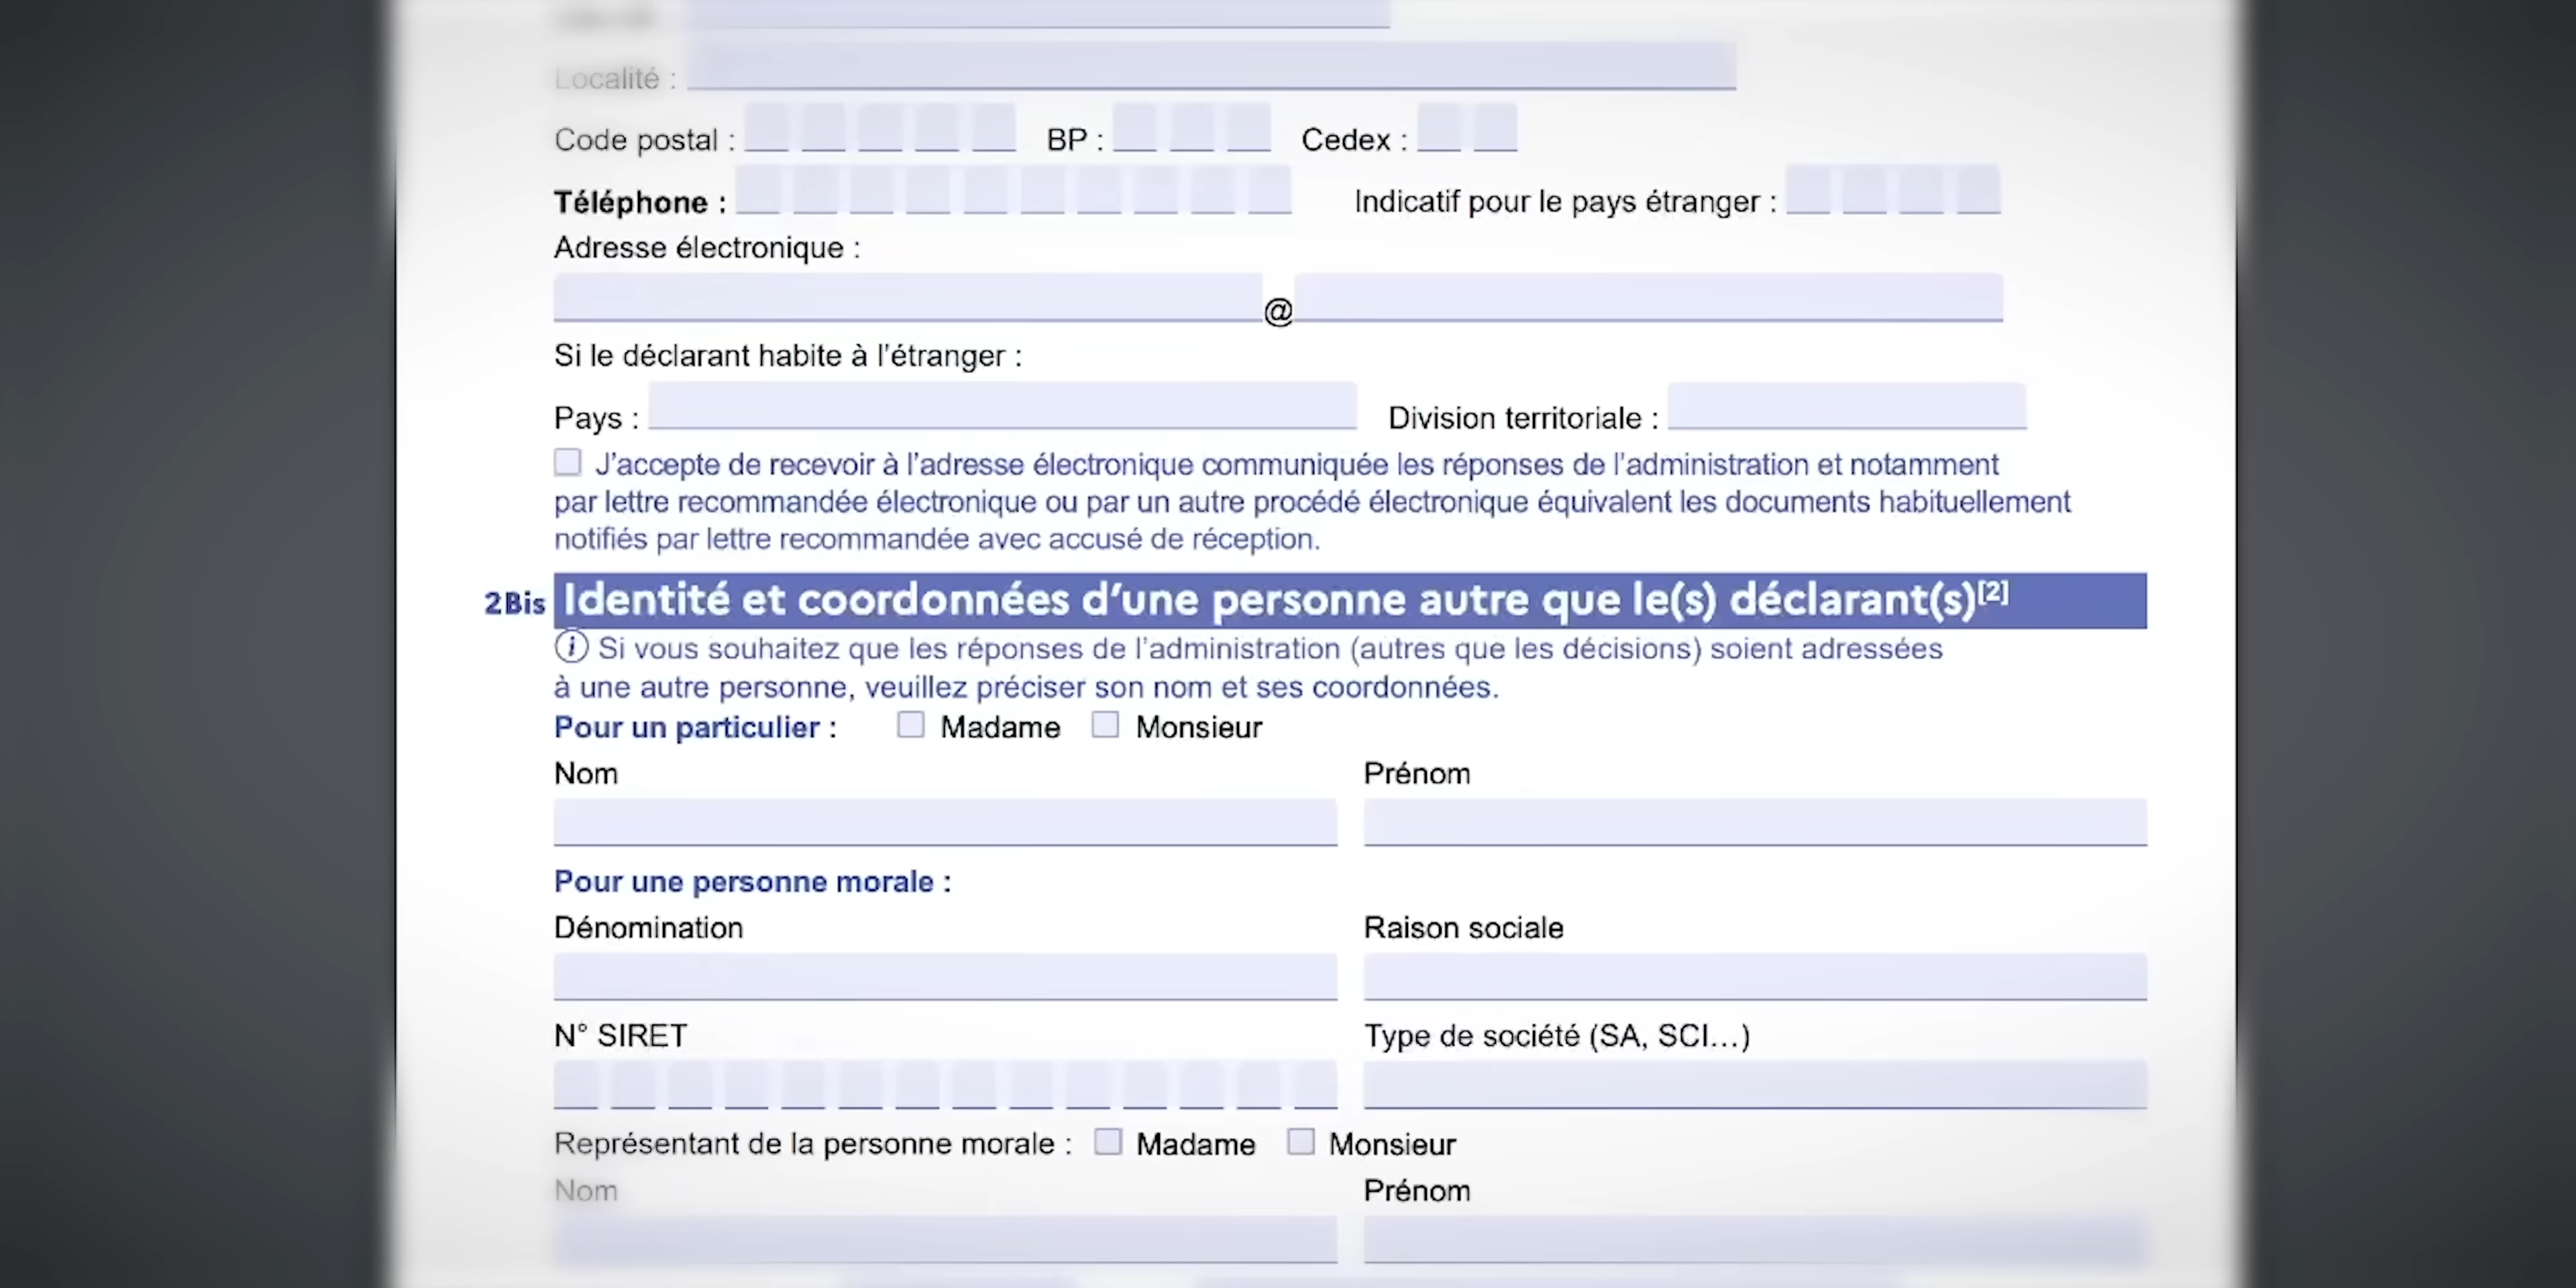 Localité :
Code postal : BP : Cedex :
Téléphone : Indicatif pour le pays étranger :
Adresse électronique :
@
Si le déclarant habite à l'étranger :
Pays : Division territoriale :
J'accepte de recevoir à l'adresse électronique communiquée les réponses de l'administration et notamment
par lettre recommandée électronique ou par un autre procédé électronique équivalent les documents habituellement
notifiés par lettre recommandée avec accusé de réception.
2Bis Identité et coordonnées d'une personne autre que le(s) déclarant(s)[2]
i Si vous souhaitez que les réponses de l'administration (autres que les décisions) soient adressées
à une autre personne, veuillez préciser son nom et ses coordonnées.
Pour un particulier : Madame Monsieur
Nom Prénom
Pour une personne morale :
Dénomination Raison sociale
N° SIRET Type de société (SA, SCI...)
Représentant de la personne morale : Madame Monsieur
Nom Prénom